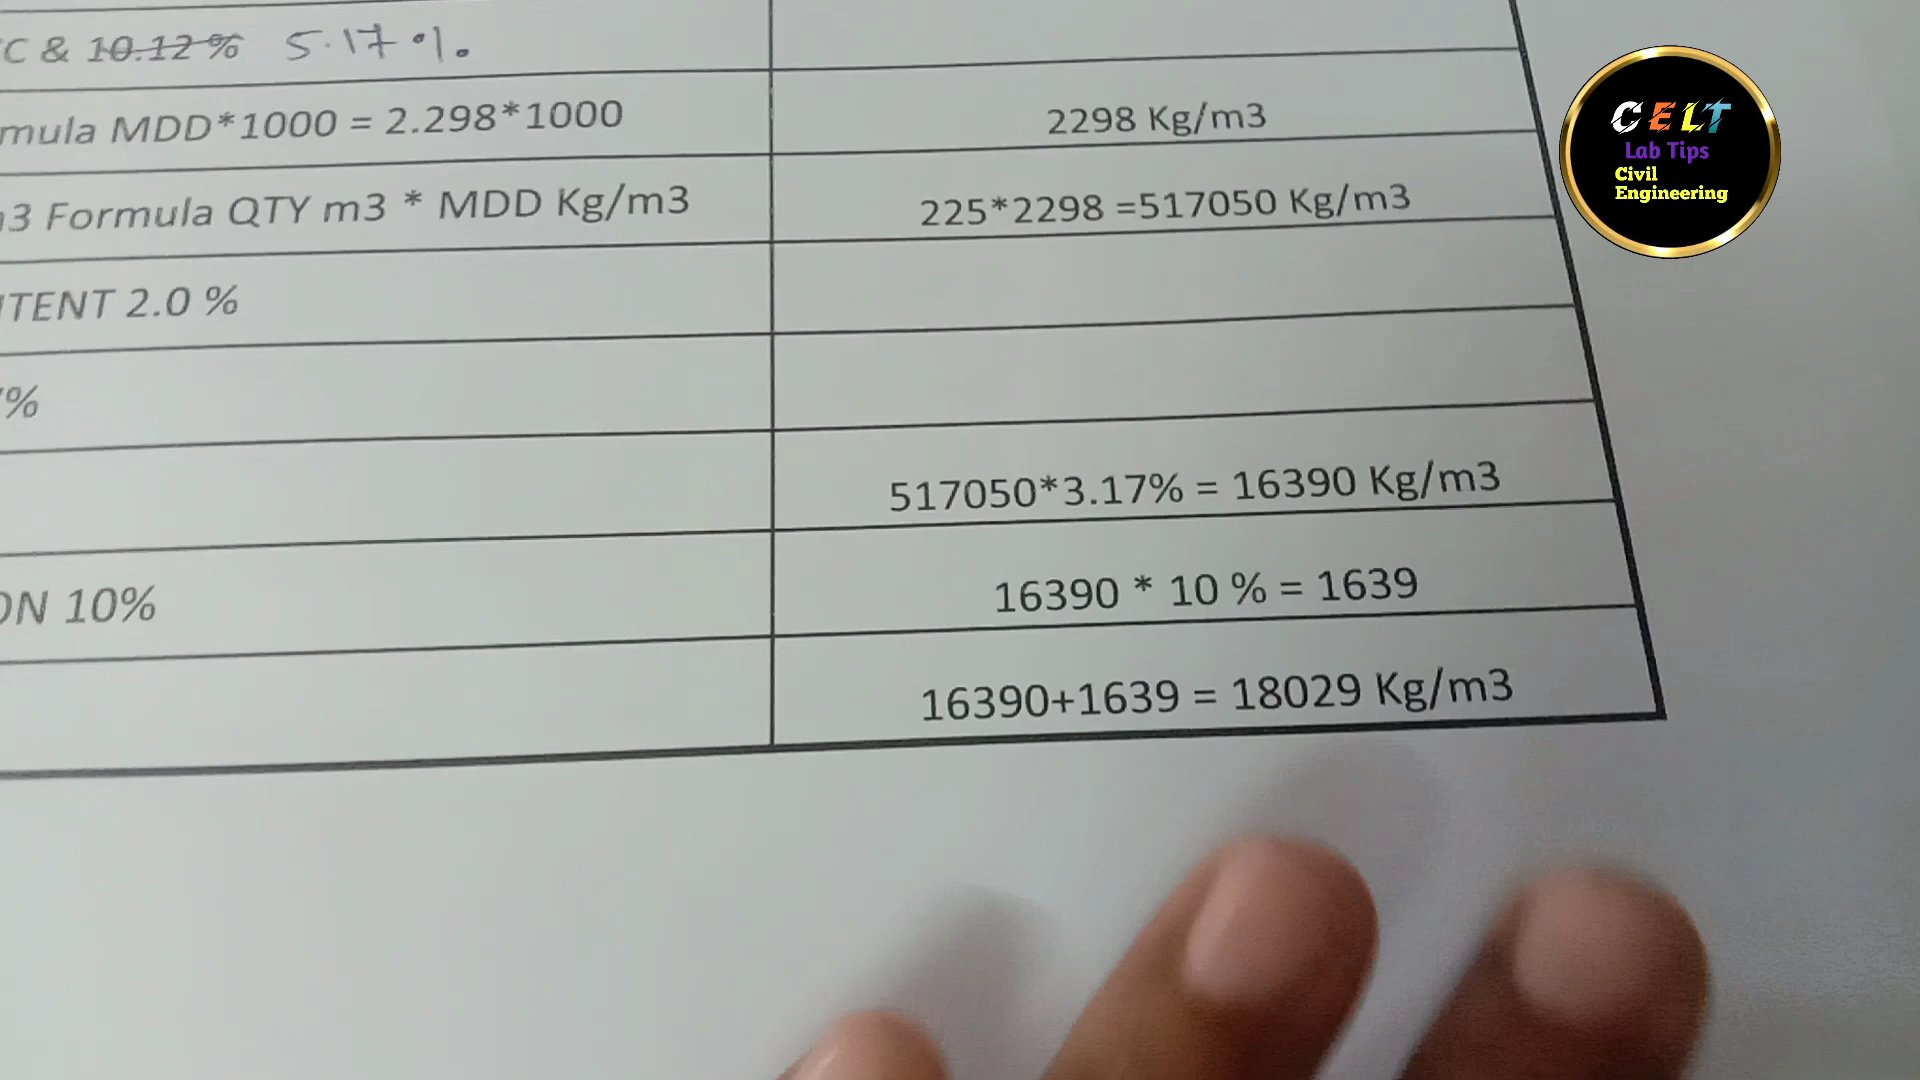 C & 10.12 % 5.17 %
mula MDD*1000 = 2.298*1000
2298 Kg/m3
3 Formula QTY m3 * MDD Kg/m3
225*2298 =517050 Kg/m3
TENT 2.0 %
%
517050*3.17% = 16390 Kg/m3
ON 10%
16390 * 10 % = 1639
16390+1639 = 18029 Kg/m3
CELT
Lab Tips
Civil
Engineering